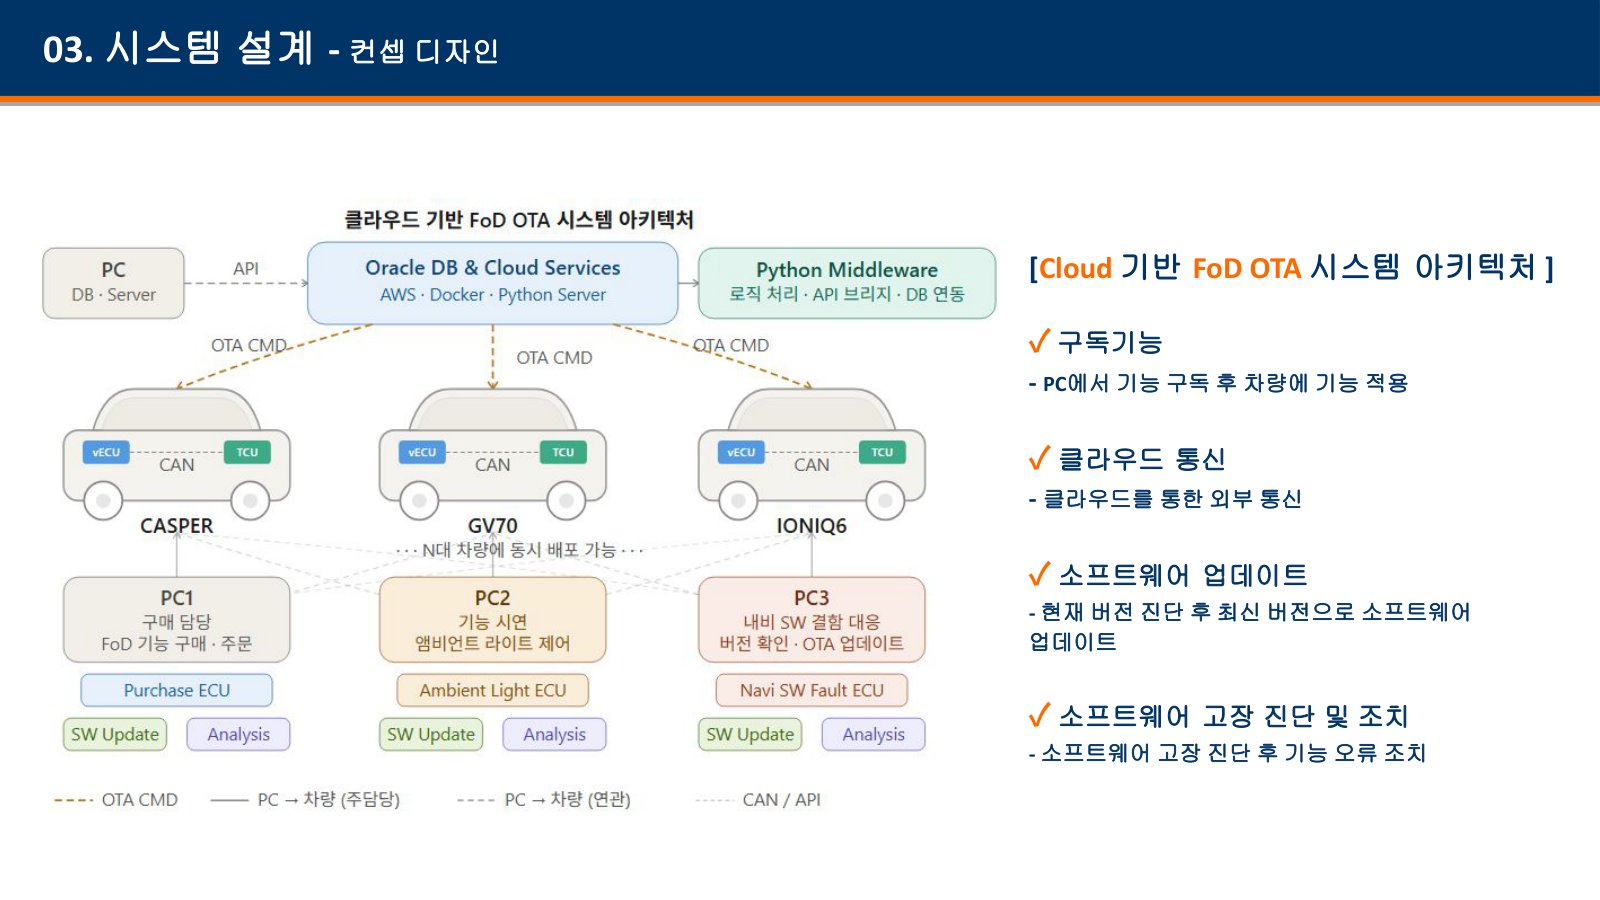 03. 시스템 설계 - 컨셉 디자인
클라우드 기반 FoD OTA 시스템 아키텍처
PC
DB · Server
API
Oracle DB & Cloud Services
AWS · Docker · Python Server
Python Middleware
로직 처리 · API 브리지 · DB 연동
OTA CMD
OTA CMD
OTA CMD
vECU
CAN
TCU
CASPER
vECU
CAN
TCU
GV70
vECU
CAN
TCU
IONIQ6
· · · N대 차량에 동시 배포 가능 · · ·
PC1
구매 담당
FoD 기능 구매 · 주문
Purchase ECU
SW Update
Analysis
PC2
기능 시연
앰비언트 라이트 제어
Ambient Light ECU
SW Update
Analysis
PC3
내비 SW 결함 대응
버전 확인 · OTA 업데이트
Navi SW Fault ECU
SW Update
Analysis
OTA CMD
PC → 차량 (주담당)
PC → 차량 (연관)
CAN / API
[Cloud 기반 FoD OTA 시스템 아키텍처 ]
✓ 구독기능
- PC에서 기능 구독 후 차량에 기능 적용
✓ 클라우드 통신
- 클라우드를 통한 외부 통신
✓ 소프트웨어 업데이트
- 현재 버전 진단 후 최신 버전으로 소프트웨어
업데이트
✓ 소프트웨어 고장 진단 및 조치
- 소프트웨어 고장 진단 후 기능 오류 조치